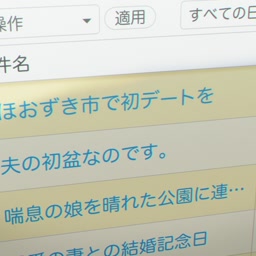 操作 適用 すべての日
件名
ほおずき市で初デートを
夫の初盆なのです。
喘息の娘を晴れた公園に連…
の妻との結婚記念日